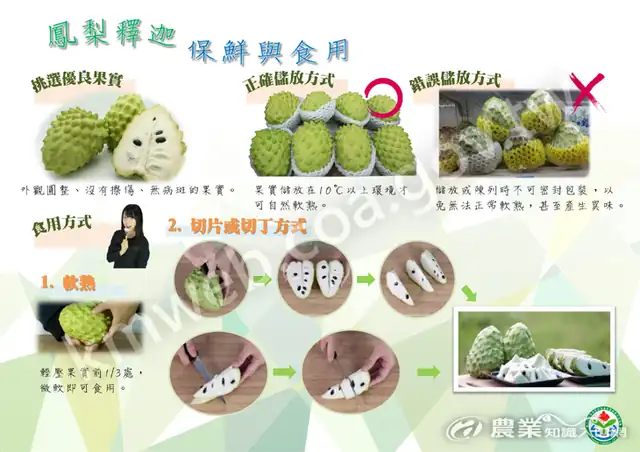 鳳梨釋迦 保鮮與食用
挑選優良果實
外觀圓整、沒有擦傷、無病斑的果實。
正確儲放方式
果實儲放在10℃以上環境才
可自然軟熟。
錯誤儲放方式
儲放或陳列時不可密封包裝,以
免無法正常軟熟,甚至產生異味。
食用方式
1、軟熟
輕壓果實前1/3處,
微軟即可食用。
2、切片或切丁方式
農業知識入口網
kmweb.coa.gov.tw